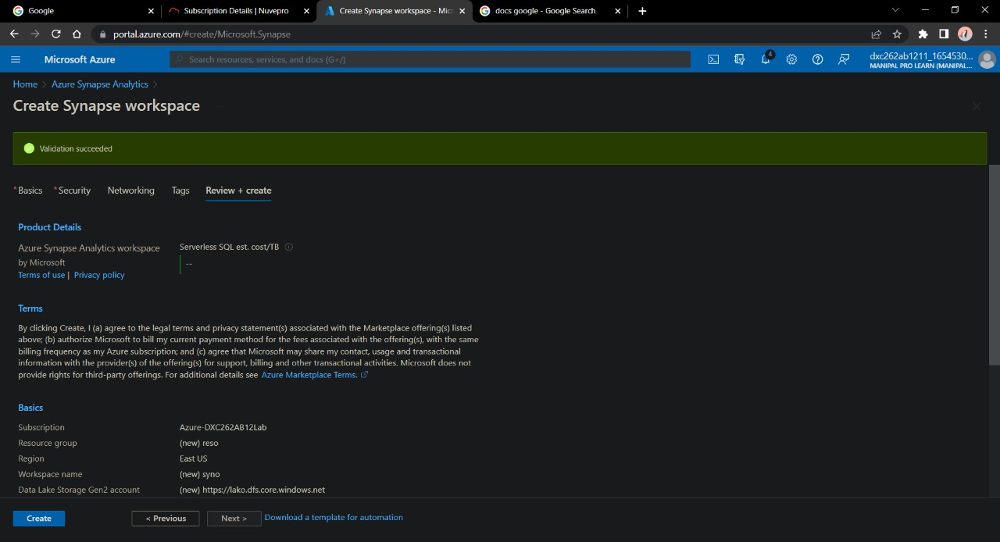 Google
Subscription Details | Nuvepro
Create Synapse workspace - Mic
docs google - Google Search
portal.azure.com/#create/Microsoft.Synapse
Microsoft Azure
Search resources, services, and docs (G+/)
4
dxc262ab1211_1654530...
MANIPAL PRO LEARN (MANIPAL...
Home > Azure Synapse Analytics >
Create Synapse workspace ...
Validation succeeded
* Basics * Security Networking Tags Review + create
Product Details
Azure Synapse Analytics workspace
by Microsoft
Terms of use | Privacy policy
Serverless SQL est. cost/TB
--
Terms
By clicking Create, I (a) agree to the legal terms and privacy statement(s) associated with the Marketplace offering(s) listed
above; (b) authorize Microsoft to bill my current payment method for the fees associated with the offering(s), with the same
billing frequency as my Azure subscription; and (c) agree that Microsoft may share my contact, usage and transactional
information with the provider(s) of the offering(s) for support, billing and other transactional activities. Microsoft does not
provide rights for third-party offerings. For additional details see Azure Marketplace Terms.
Basics
Subscription Azure-DXC262AB12Lab
Resource group (new) reso
Region East US
Workspace name (new) syno
Data Lake Storage Gen2 account (new) https://lako.dfs.core.windows.net
Create < Previous Next > Download a template for automation